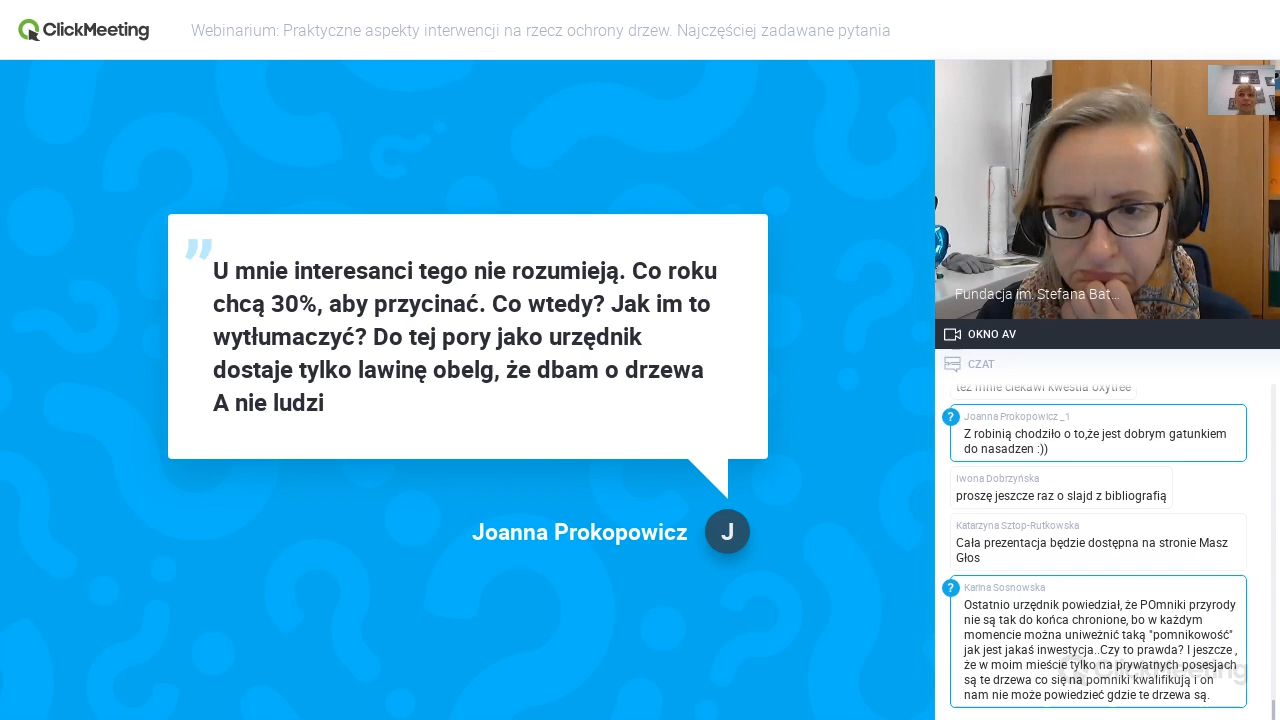 ClickMeeting
Webinarium: Praktyczne aspekty interwencji na rzecz ochrony drzew. Najczęściej zadawane pytania
U mnie interesanci tego nie rozumieją. Co roku
chcą 30%, aby przycinać. Co wtedy? Jak im to
wytłumaczyć? Do tej pory jako urzędnik
dostaje tylko lawinę obelg, że dbam o drzewa
A nie ludzi
Joanna Prokopowicz
J
Fundacja im. Stefana Bat...
OKNO AV
CZAT
też mnie ciekawi kwestia oxytree
?
Joanna Prokopowicz _1
Z robinią chodziło o to,że jest dobrym gatunkiem
do nasadzen :))
Iwona Dobrzyńska
proszę jeszcze raz o slajd z bibliografią
Katarzyna Sztop-Rutkowska
Cała prezentacja będzie dostępna na stronie Masz
Głos
?
Karina Sosnowska
Ostatnio urzędnik powiedział, że POmniki przyrody
nie są tak do końca chronione, bo w każdym
momencie można uniweżnić taką "pomnikowość"
jak jest jakaś inwestycja..Czy to prawda? I jeszcze ,
że w moim mieście tylko na prywatnych posesjach
są te drzewa co się na pomniki kwalifikują i on
nam nie może powiedzieć gdzie te drzewa są.
ClickMeeting